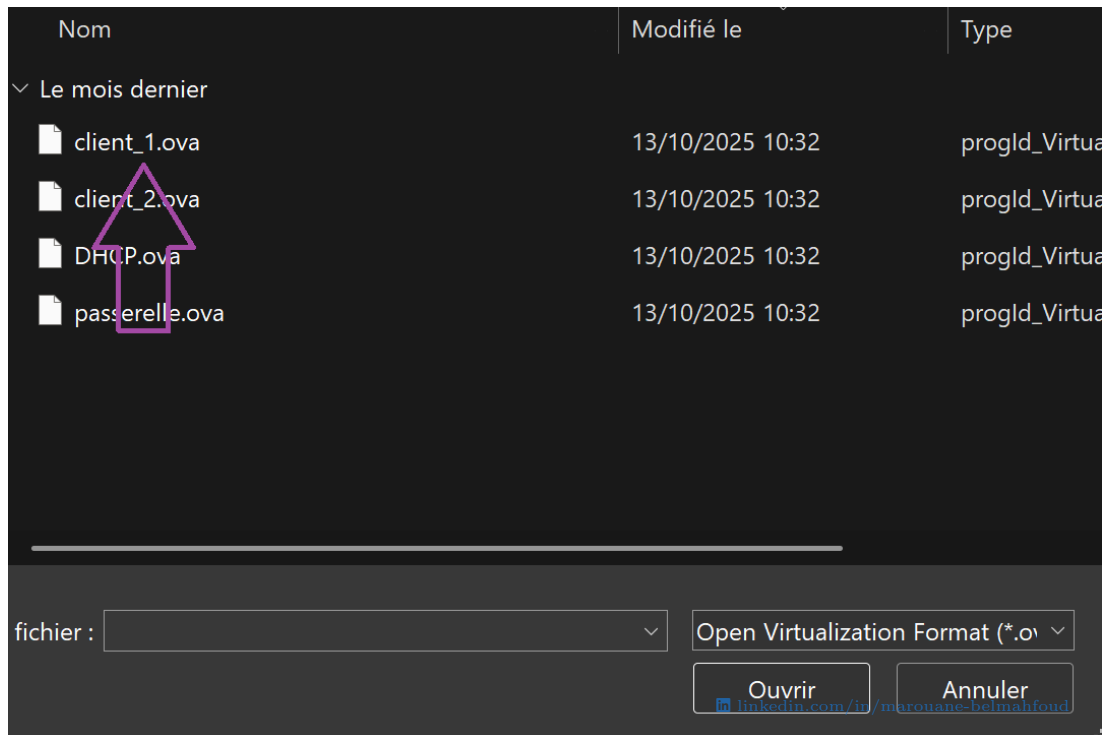 Nom Modifié le Type
Le mois dernier
client_1.ova 13/10/2025 10:32 progId_Virtua
client_2.ova 13/10/2025 10:32 progId_Virtua
DHCP.ova 13/10/2025 10:32 progId_Virtua
passerelle.ova 13/10/2025 10:32 progId_Virtua
fichier : Open Virtualization Format (*.ov
Ouvrir Annuler
linkedin.com/in/marouane-belmahfoud